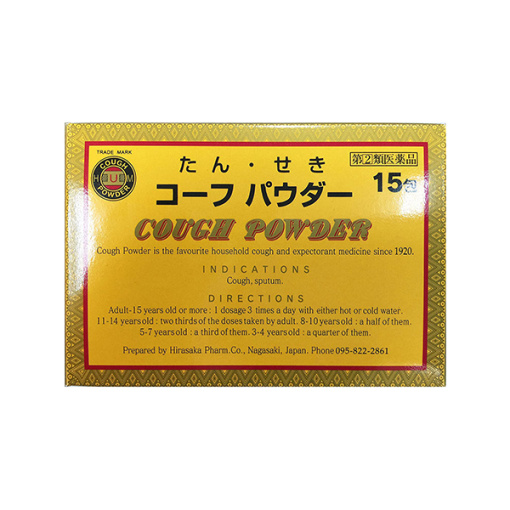 TRADE MARK
COUGH
H U M
POWDER
たん・せき
指②類医薬品
コーフ パウダー
15包
COUGH POWDER
Cough Powder is the favourite household cough and expectorant medicine since 1920.
INDICATIONS
Cough, sputum.
DIRECTIONS
Adult-15 years old or more : 1 dosage 3 times a day with either hot or cold water.
11-14 years old : two thirds of the doses taken by adult. 8-10 years old : a half of them.
5-7 years old : a third of them. 3-4 years old : a quarter of them.
Prepared by Hirasaka Pharm.Co., Nagasaki, Japan. Phone 095-822-2861